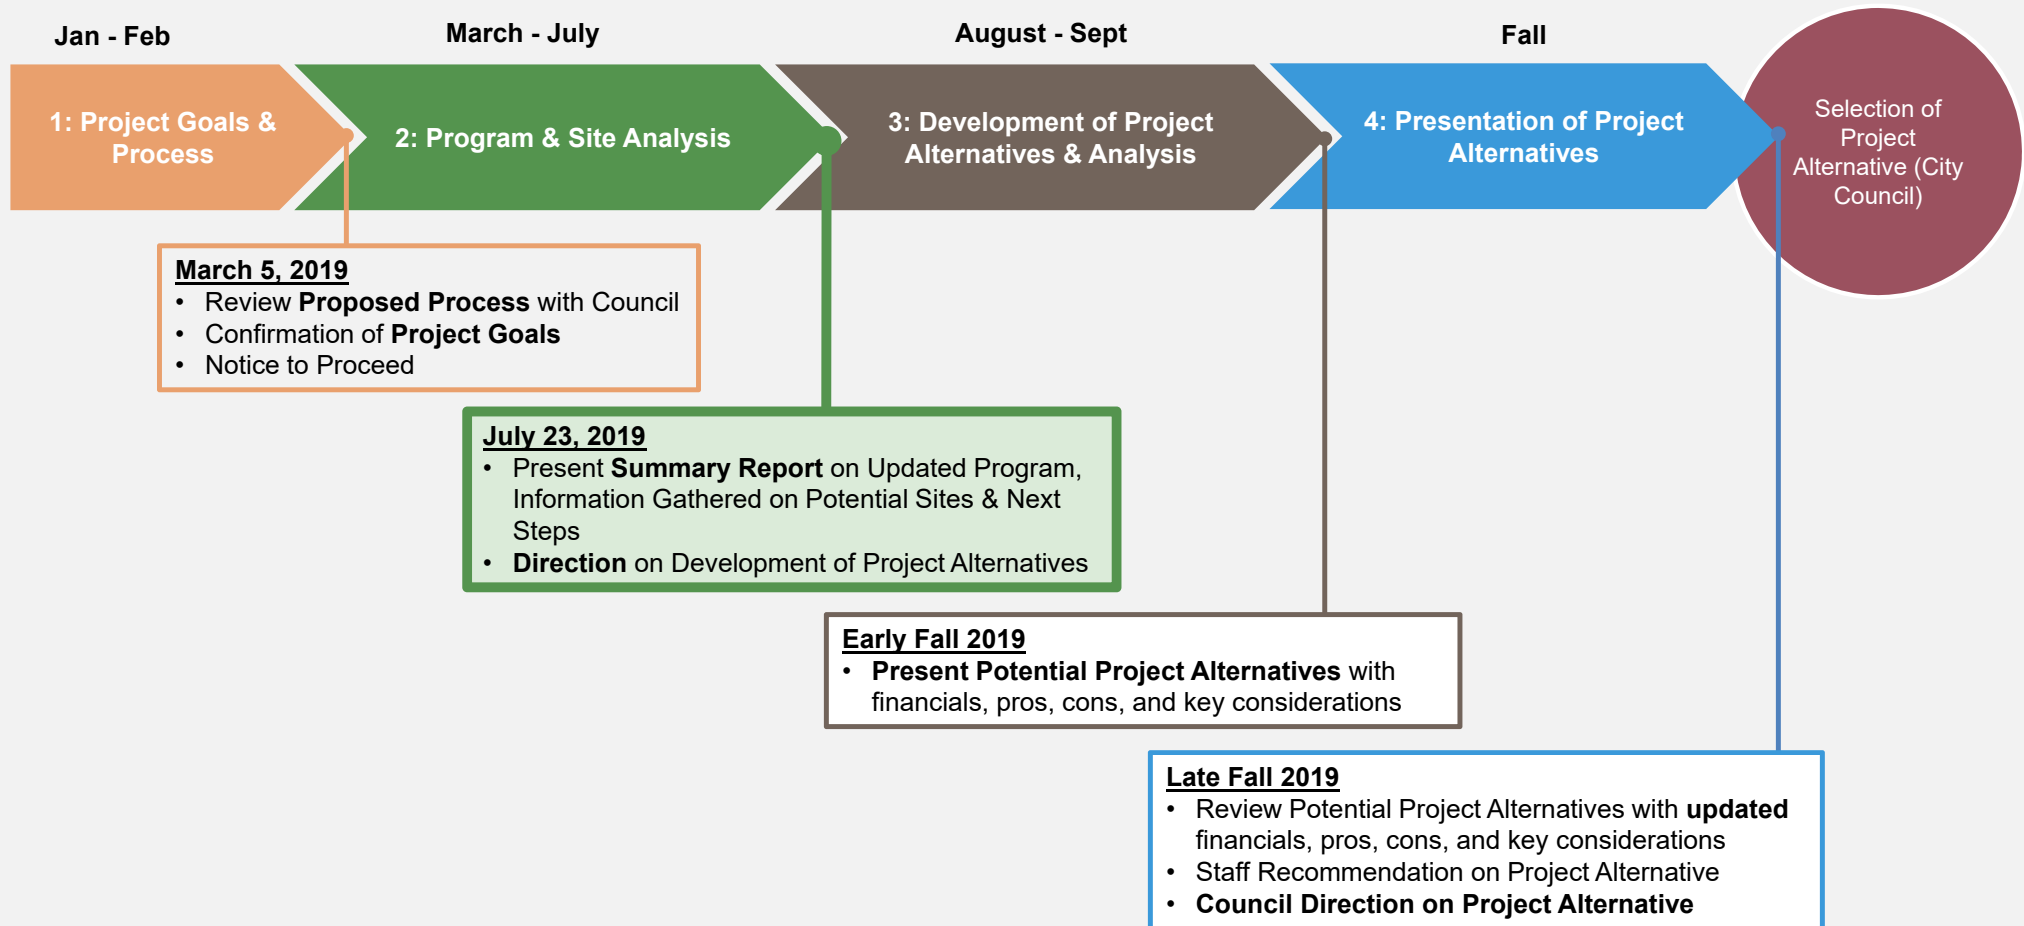 Jan - Feb
March - July
August - Sept
Fall
1: Project Goals &
Process
2: Program & Site Analysis
3: Development of Project
Alternatives & Analysis
4: Presentation of Project
Alternatives
Selection of
Project
Alternative (City
Council)
March 5, 2019
• Review Proposed Process with Council
• Confirmation of Project Goals
• Notice to Proceed
July 23, 2019
• Present Summary Report on Updated Program,
Information Gathered on Potential Sites & Next
Steps
• Direction on Development of Project Alternatives
Early Fall 2019
• Present Potential Project Alternatives with
financials, pros, cons, and key considerations
Late Fall 2019
• Review Potential Project Alternatives with updated
financials, pros, cons, and key considerations
• Staff Recommendation on Project Alternative
• Council Direction on Project Alternative